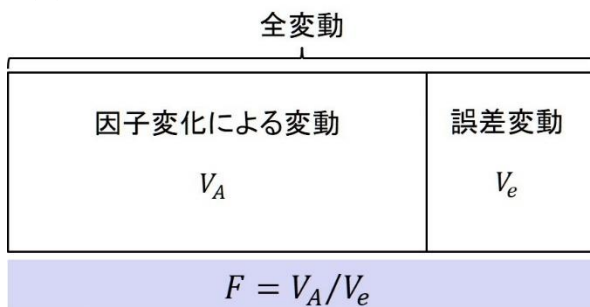 全変動
因子変化による変動
誤差変動
V_A
V_e
F = V_A/V_e